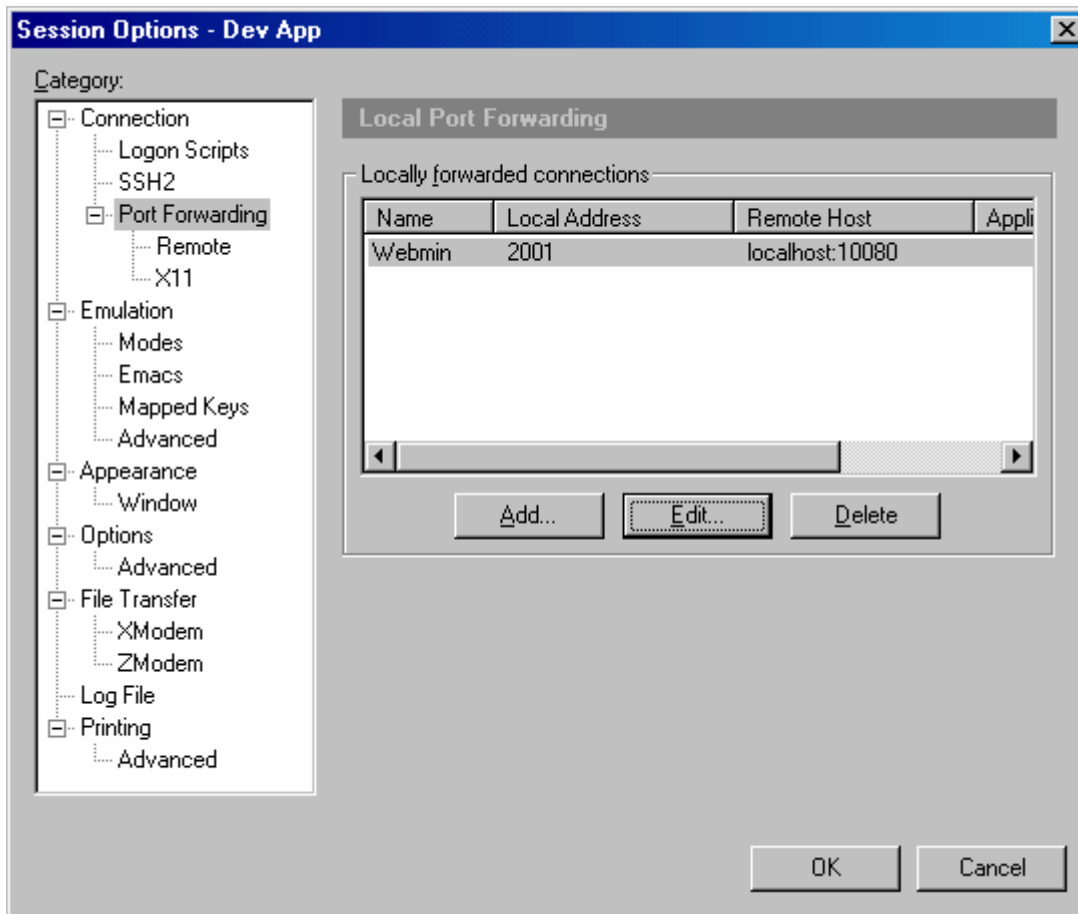 Session Options - Dev App
Category:
Connection
Logon Scripts
SSH2
Port Forwarding
Remote
X11
Emulation
Modes
Emacs
Mapped Keys
Advanced
Appearance
Window
Options
Advanced
File Transfer
XModem
ZModem
Log File
Printing
Advanced
Local Port Forwarding
Locally forwarded connections
Name Local Address Remote Host Appli
Webmin 2001 localhost:10080
Add... Edit... Delete
OK Cancel